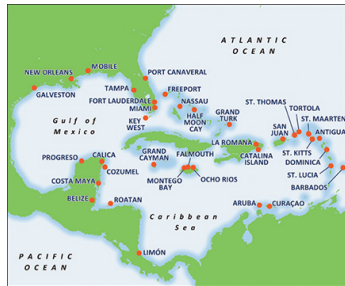 ATLANTIC
OCEAN
MOBILE
NEW ORLEANS
PORT CANAVERAL
GALVESTON
TAMPA
FREEPORT
FORT LAUDERDALE
MIAMI
NASSAU
ST. THOMAS
TORTOLA
Gulf of
Mexico
KEY
WEST
HALF
MOON
CAY
GRAND
TURK
SAN
JUAN
ST. MAARTEN
ANTIGUA
LA ROMANA
PROGRESO
CALICA
GRAND
CAYMAN
FALMOUTH
CATALINA
ISLAND
ST. KITTS
DOMINICA
COZUMEL
COSTA MAYA
MONTEGO
BAY
OCHO RIOS
ST. LUCIA
BARBADOS
BELIZE
ROATAN
Caribbean
Sea
ARUBA
CURAÇAO
PACIFIC
OCEAN
LIMÓN